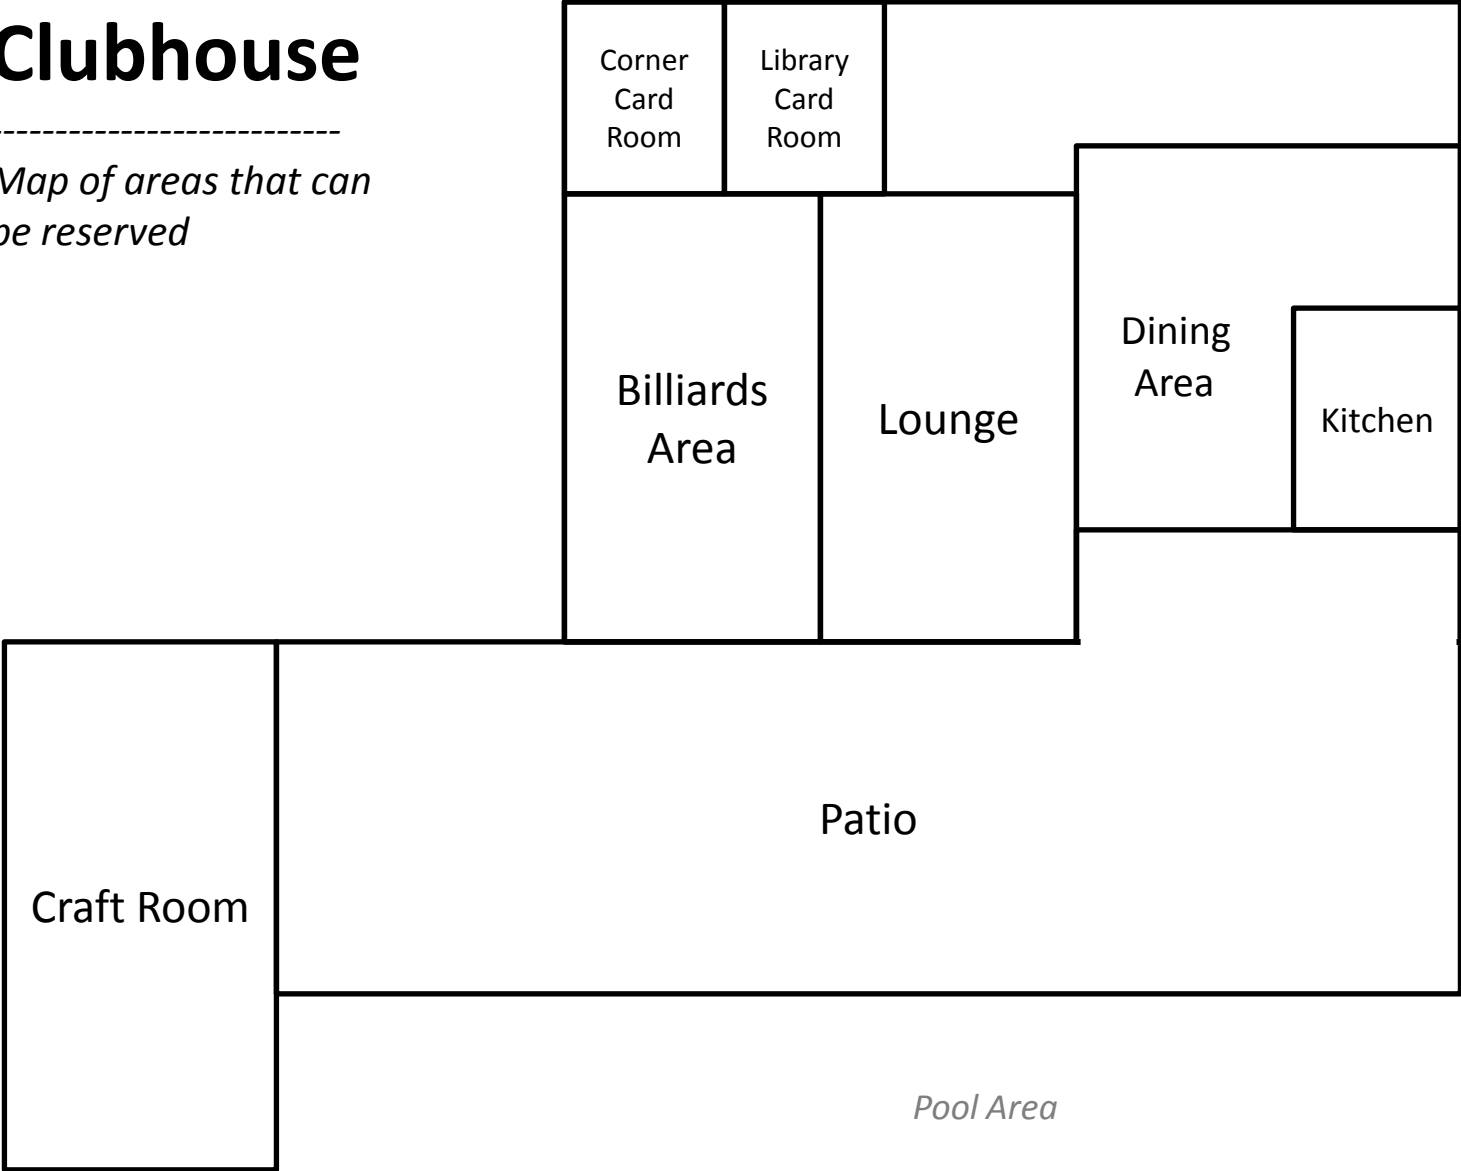 Clubhouse
---------------------------
Map of areas that can
be reserved
Corner
Card
Room
Library
Card
Room
Billiards
Area
Lounge
Dining
Area
Kitchen
Patio
Craft Room
Pool Area